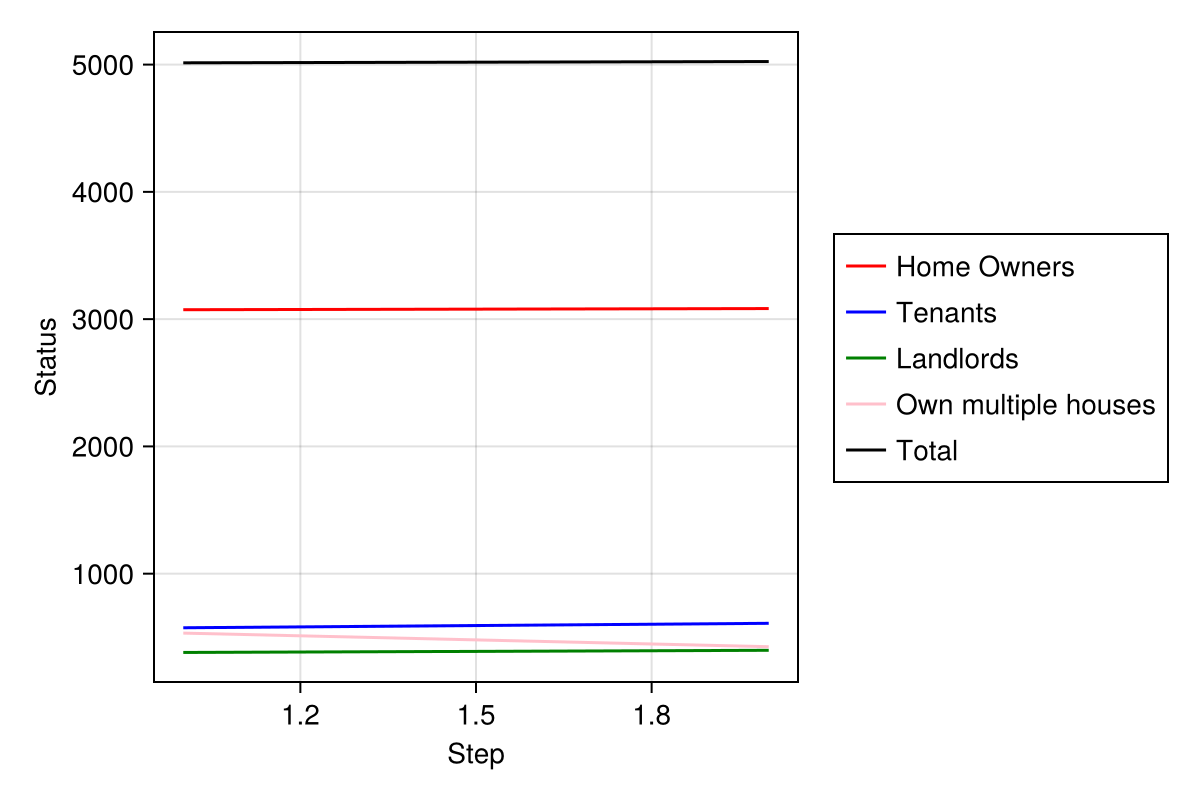 5000
4000
3000
2000
1000
Status
1.2
1.5
1.8
Step
Home Owners
Tenants
Landlords
Own multiple houses
Total